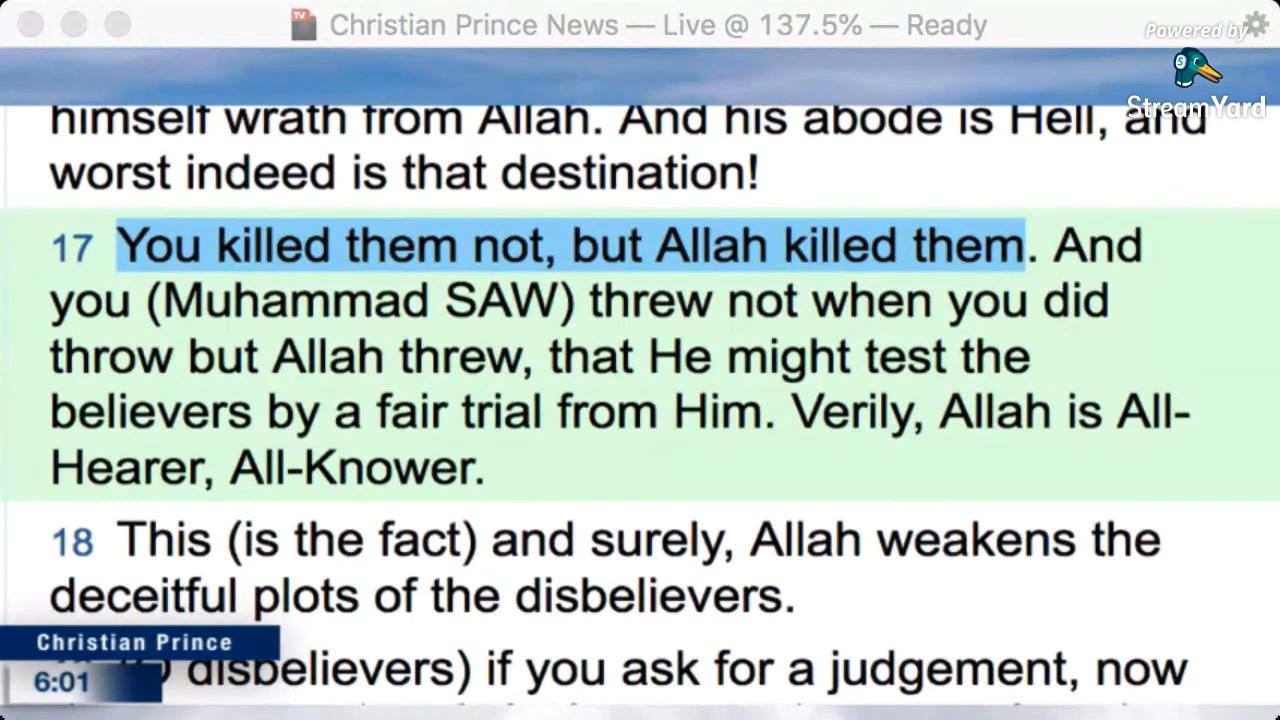 Christian Prince News — Live @ 137.5% — Ready
Powered by
StreamYard
himself wrath from Allah. And his abode is Hell, and
worst indeed is that destination!
17 You killed them not, but Allah killed them. And
you (Muhammad SAW) threw not when you did
throw but Allah threw, that He might test the
believers by a fair trial from Him. Verily, Allah is All-
Hearer, All-Knower.
18 This (is the fact) and surely, Allah weakens the
deceitful plots of the disbelievers.
Christian Prince
disbelievers) if you ask for a judgement, now
6:01